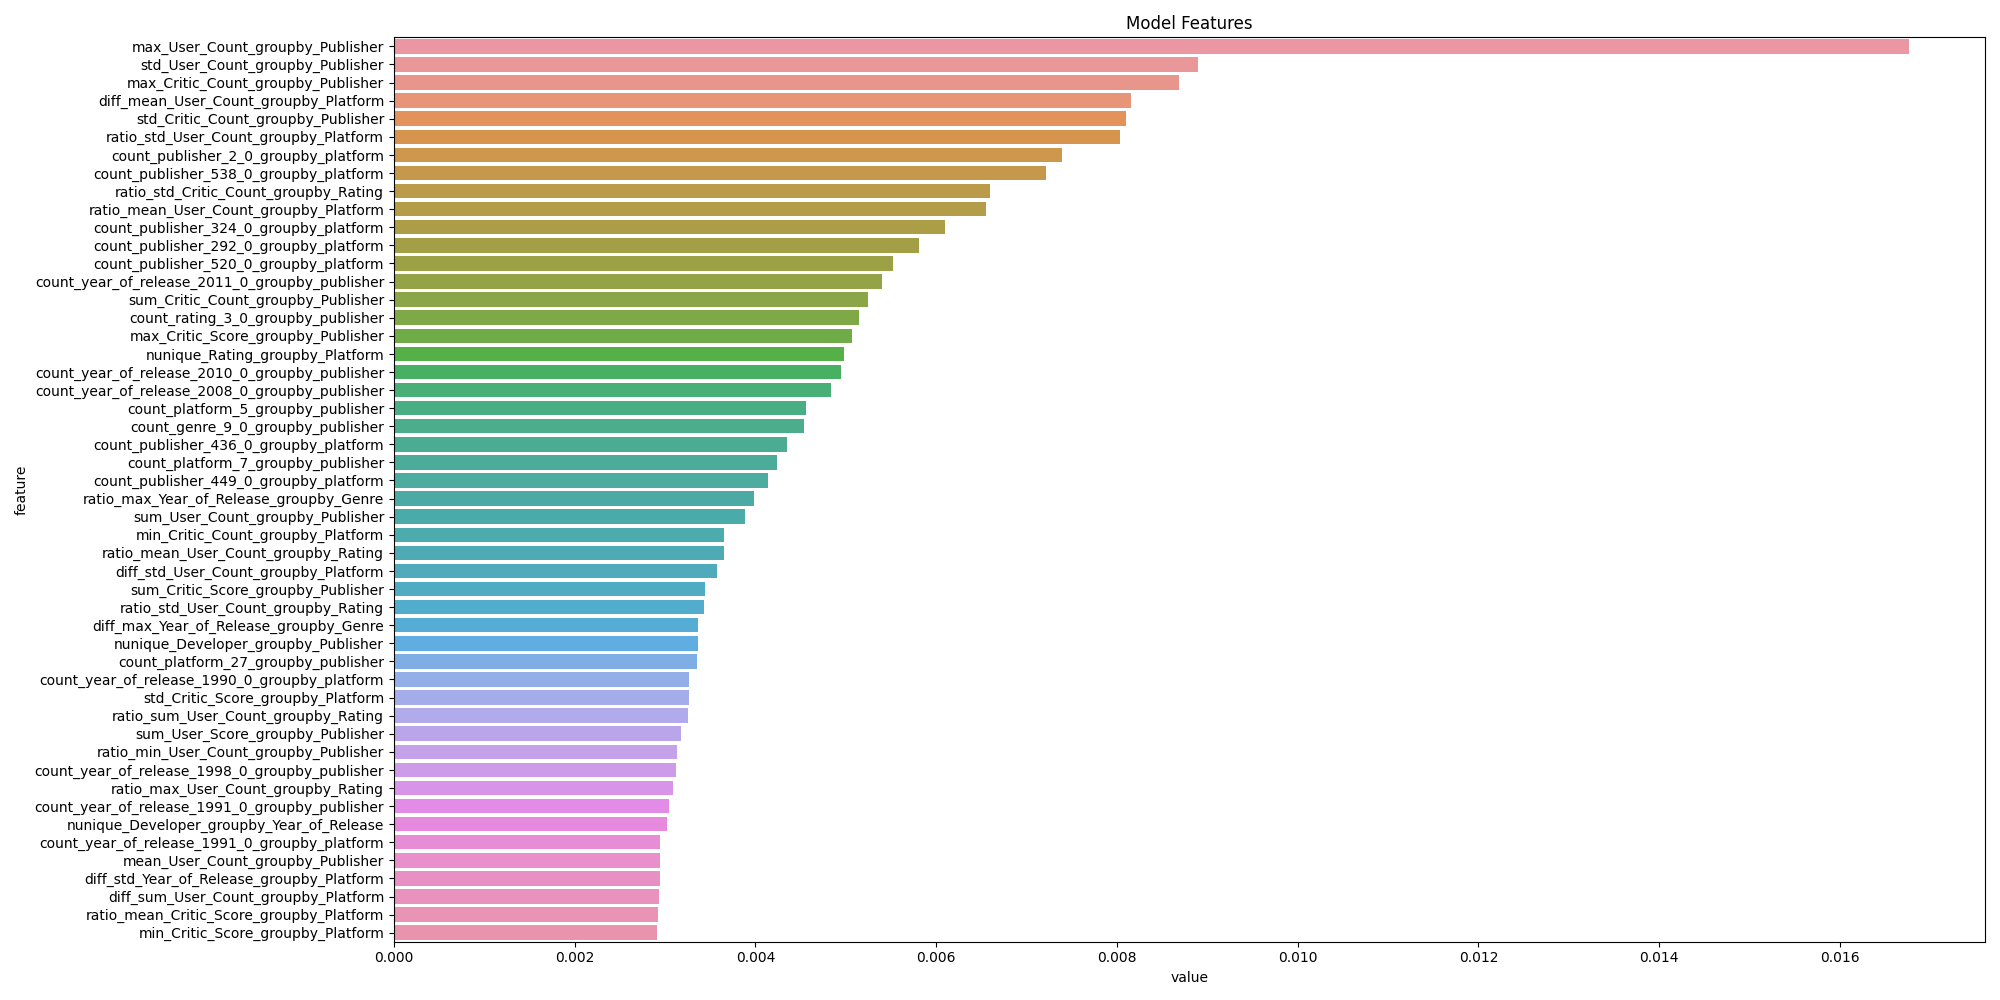 Model Features
feature
max_User_Count_groupby_Publisher
std_User_Count_groupby_Publisher
max_Critic_Count_groupby_Publisher
diff_mean_User_Count_groupby_Platform
std_Critic_Count_groupby_Publisher
ratio_std_User_Count_groupby_Platform
count_publisher_2_0_groupby_platform
count_publisher_538_0_groupby_platform
ratio_std_Critic_Count_groupby_Rating
ratio_mean_User_Count_groupby_Platform
count_publisher_324_0_groupby_platform
count_publisher_292_0_groupby_platform
count_publisher_520_0_groupby_platform
count_year_of_release_2011_0_groupby_publisher
sum_Critic_Count_groupby_Publisher
count_rating_3_0_groupby_publisher
max_Critic_Score_groupby_Publisher
nunique_Rating_groupby_Platform
count_year_of_release_2010_0_groupby_publisher
count_year_of_release_2008_0_groupby_publisher
count_platform_5_groupby_publisher
count_genre_9_0_groupby_publisher
count_publisher_436_0_groupby_platform
count_platform_7_groupby_publisher
count_publisher_449_0_groupby_platform
ratio_max_Year_of_Release_groupby_Genre
sum_User_Count_groupby_Publisher
min_Critic_Count_groupby_Platform
ratio_mean_User_Count_groupby_Rating
diff_std_User_Count_groupby_Platform
sum_Critic_Score_groupby_Publisher
ratio_std_User_Count_groupby_Rating
diff_max_Year_of_Release_groupby_Genre
nunique_Developer_groupby_Publisher
count_platform_27_groupby_publisher
count_year_of_release_1990_0_groupby_platform
std_Critic_Score_groupby_Platform
ratio_sum_User_Count_groupby_Rating
sum_User_Score_groupby_Publisher
ratio_min_User_Count_groupby_Publisher
count_year_of_release_1998_0_groupby_publisher
ratio_max_User_Count_groupby_Rating
count_year_of_release_1991_0_groupby_publisher
nunique_Developer_groupby_Year_of_Release
count_year_of_release_1991_0_groupby_platform
mean_User_Count_groupby_Publisher
diff_std_Year_of_Release_groupby_Platform
diff_sum_User_Count_groupby_Platform
ratio_mean_Critic_Score_groupby_Platform
min_Critic_Score_groupby_Platform
0.000 0.002 0.004 0.006 0.008 0.010 0.012 0.014 0.016
value